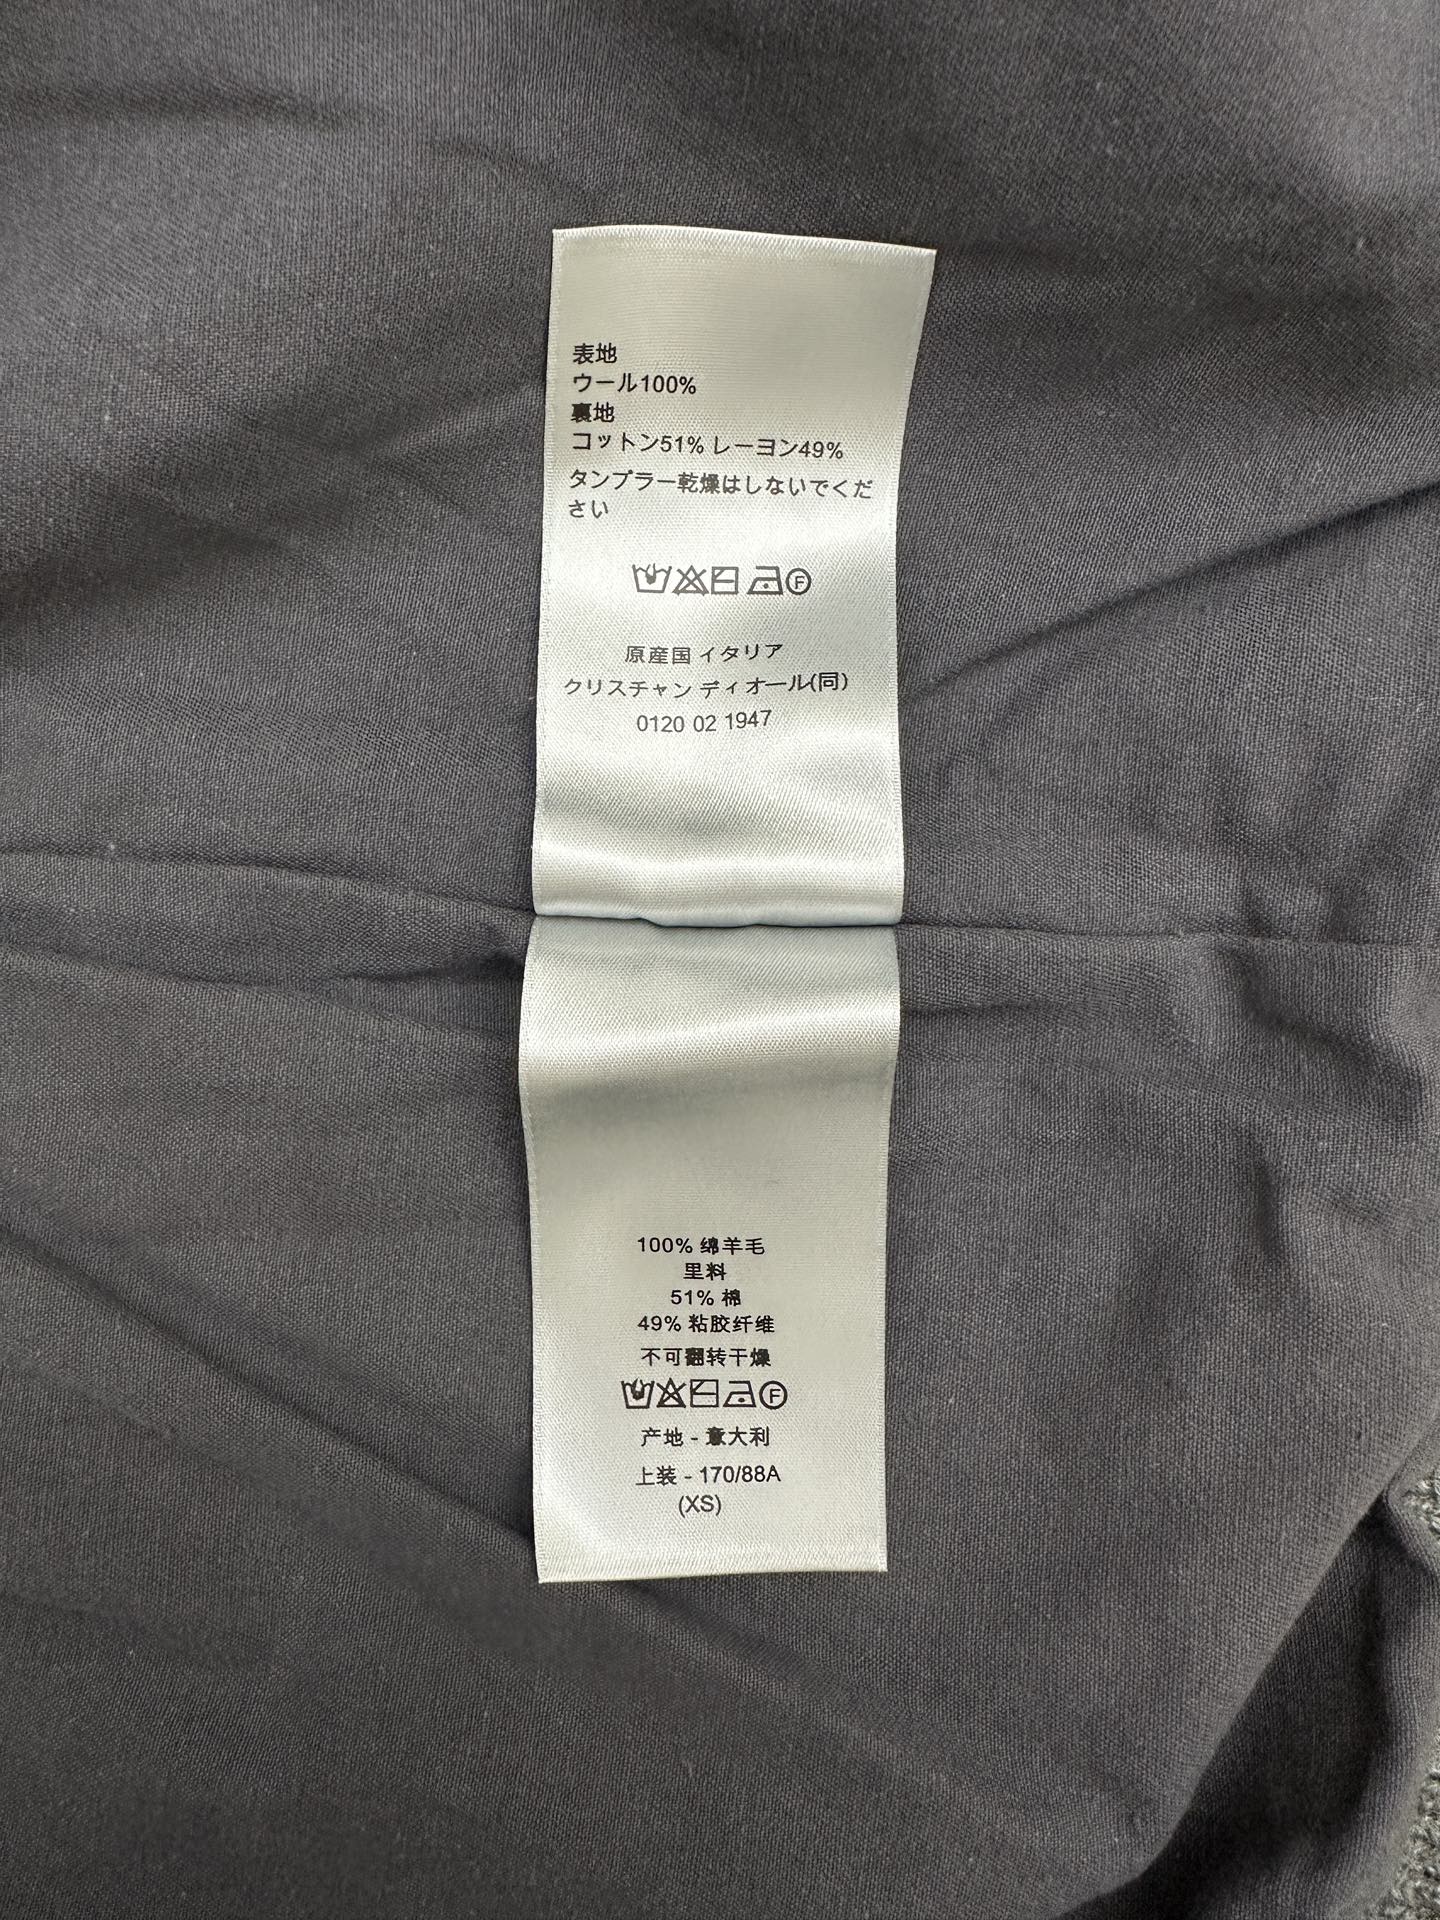 表地
ウール100%
裏地
コットン51% レーヨン49%
タンブラー乾燥はしないでくだ
さい
F
原産国 イタリア
クリスチャン ディオール(同)
0120 02 1947
100% 绵羊毛
里料
51% 棉
49% 粘胶纤维
不可翻转干燥
F
产地 - 意大利
上装 - 170/88A
(XS)